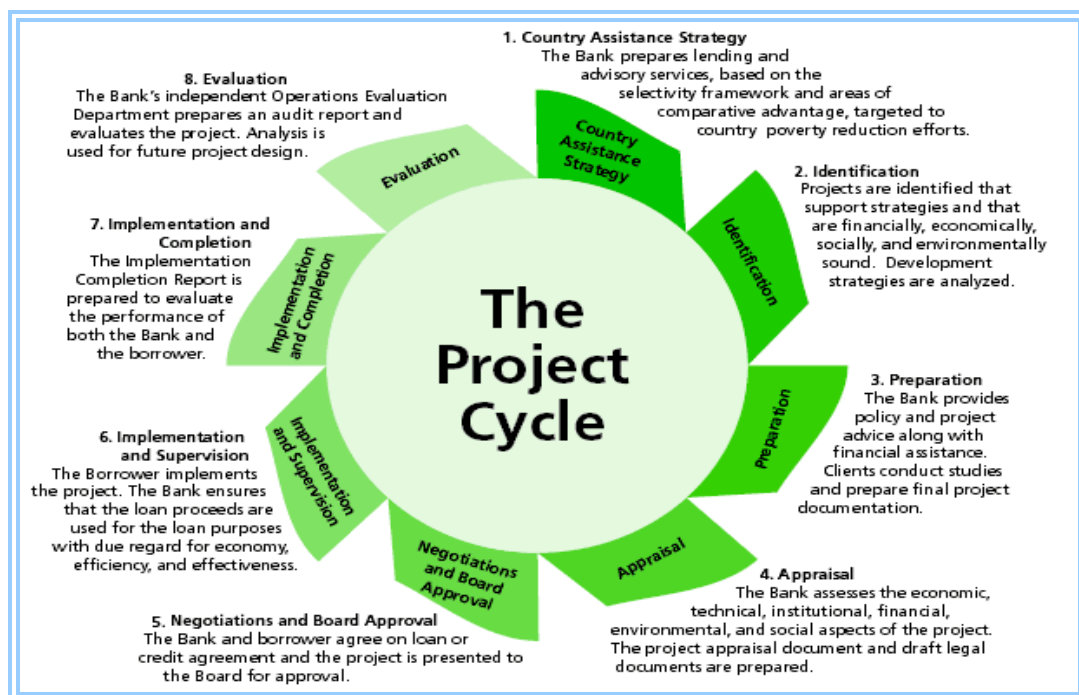 1. Country Assistance Strategy
The Bank prepares lending and
advisory services, based on the
selectivity framework and areas of
comparative advantage, targeted to
country poverty reduction efforts.
2. Identification
Projects are identified that
support strategies and that
are financially, economically,
socially, and environmentally
sound. Development
strategies are analyzed.
3. Preparation
The Bank provides
policy and project
advice along with
financial assistance.
Clients conduct studies
and prepare final project
documentation.
4. Appraisal
The Bank assesses the economic,
technical, institutional, financial,
environmental, and social aspects of the project.
The project appraisal document and draft legal
documents are prepared.
5. Negotiations and Board Approval
The Bank and borrower agree on loan or
credit agreement and the project is presented to
the Board for approval.
6. Implementation
and Supervision
The Borrower implements
the project. The Bank ensures
that the loan proceeds are
used for the loan purposes
with due regard for economy,
efficiency, and effectiveness.
7. Implementation and
Completion
The Implementation
Completion Report is
prepared to evaluate
the performance of
both the Bank and
the borrower.
8. Evaluation
The Bank's independent Operations Evaluation
Department prepares an audit report and
evaluates the project. Analysis is
used for future project design.
Country
Assistance
Strategy
Identification
Preparation
Appraisal
Negotiations
and Board
Approval
Implementation
and Supervision
Implementation
and Completion
Evaluation
The
Project
Cycle